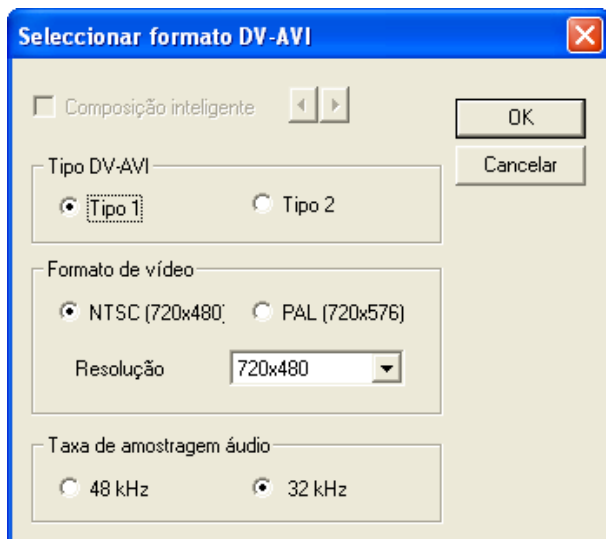 Seleccionar formato DV-AVI
Composição inteligente
OK
Cancelar
Tipo DV-AVI
Tipo 1 Tipo 2
Formato de vídeo
NTSC (720x480) PAL (720x576)
Resolução 720x480
Taxa de amostragem áudio
48 kHz 32 kHz